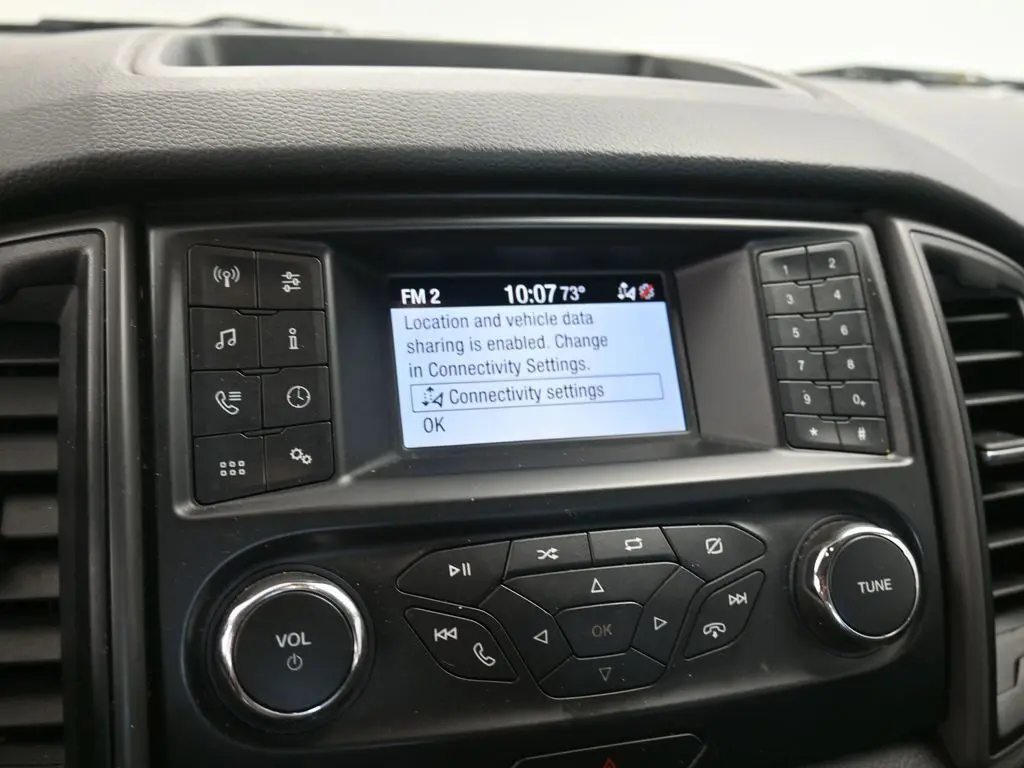 FM 2 10:07 73°
Location and vehicle data
sharing is enabled. Change
in Connectivity Settings.
Connectivity settings
OK
1 2
3 4
5 6
7 8
9 0+
* #
VOL
OK
TUNE